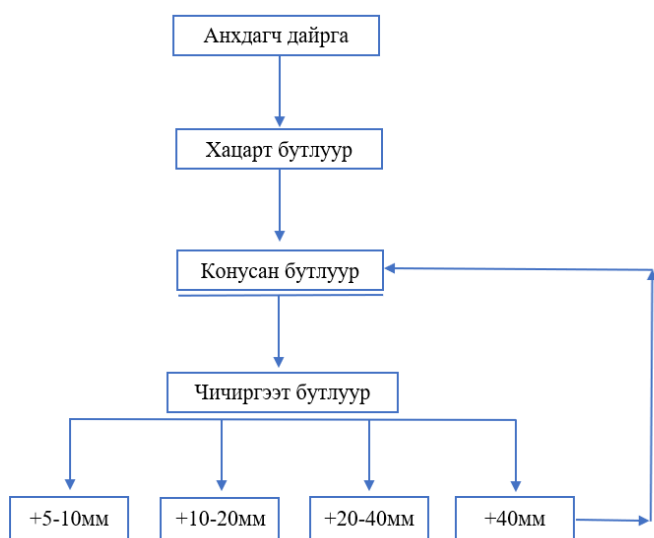 Анхдагч дайрга
Хацарт бутлуур
Конусан бутлуур
Чичиргээт бутлуур
+5-10мм
+10-20мм
+20-40мм
+40мм